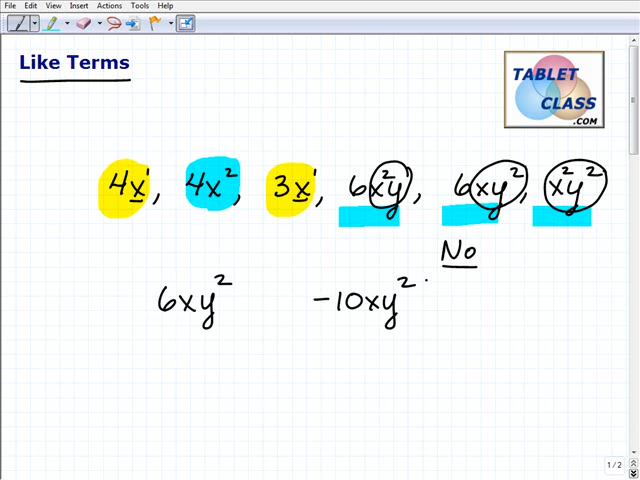 File Edit View Insert Actions Tools Help
Like Terms
TABLET
CLASS
.COM
4x¹, 4x², 3x¹, 6x²y¹, 6xy², x²y²
No
6xy² -10xy²
1/2